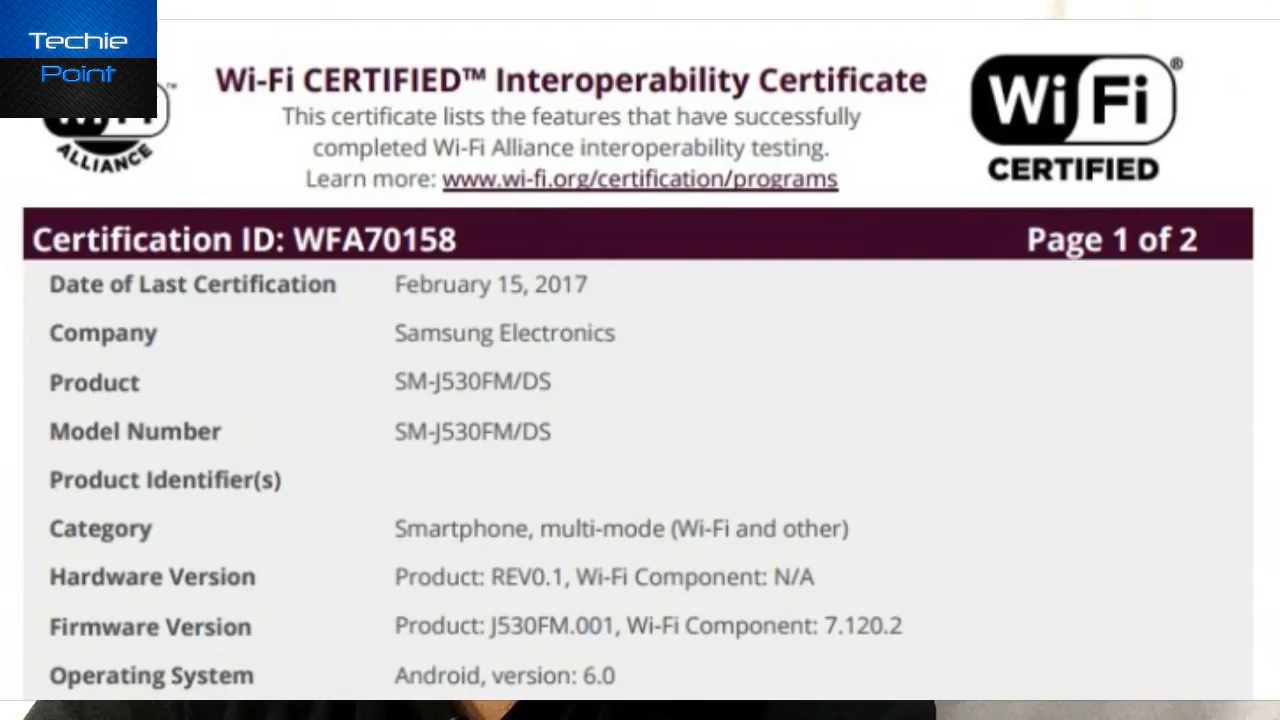 Techie
Point
Wi-Fi CERTIFIED™ Interoperability Certificate
This certificate lists the features that have successfully
completed Wi-Fi Alliance interoperability testing.
Learn more: www.wi-fi.org/certification/programs
™
ALLIANCE
Wi Fi®
CERTIFIED
Certification ID: WFA70158 Page 1 of 2
Date of Last Certification February 15, 2017
Company Samsung Electronics
Product SM-J530FM/DS
Model Number SM-J530FM/DS
Product Identifier(s)
Category Smartphone, multi-mode (Wi-Fi and other)
Hardware Version Product: REV0.1, Wi-Fi Component: N/A
Firmware Version Product: J530FM.001, Wi-Fi Component: 7.120.2
Operating System Android, version: 6.0